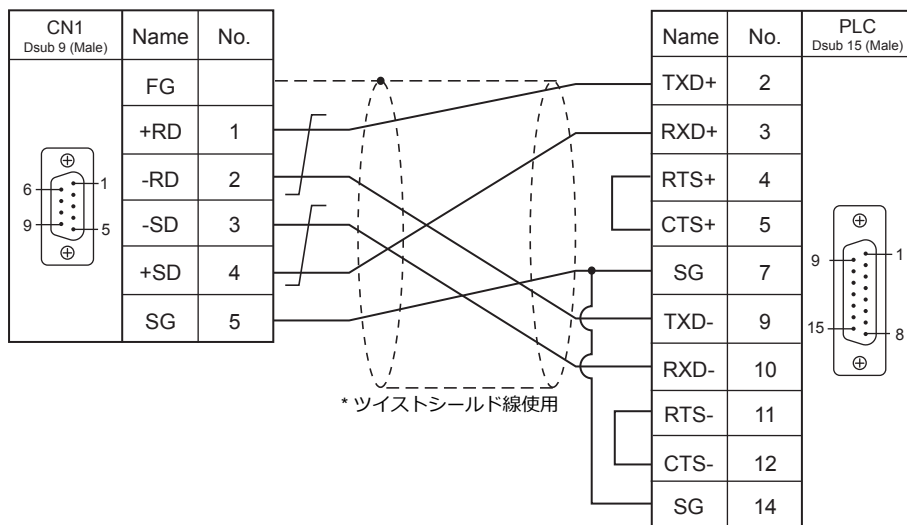 CN1
Dsub 9 (Male)
Name No.
FG
+RD 1
-RD 2
-SD 3
+SD 4
SG 5
6
1
9
5
* ツイストシールド線使用
Name No.
PLC
Dsub 15 (Male)
TXD+ 2
RXD+ 3
RTS+ 4
CTS+ 5
SG 7
TXD- 9
RXD- 10
RTS- 11
CTS- 12
SG 14
9
1
15
8